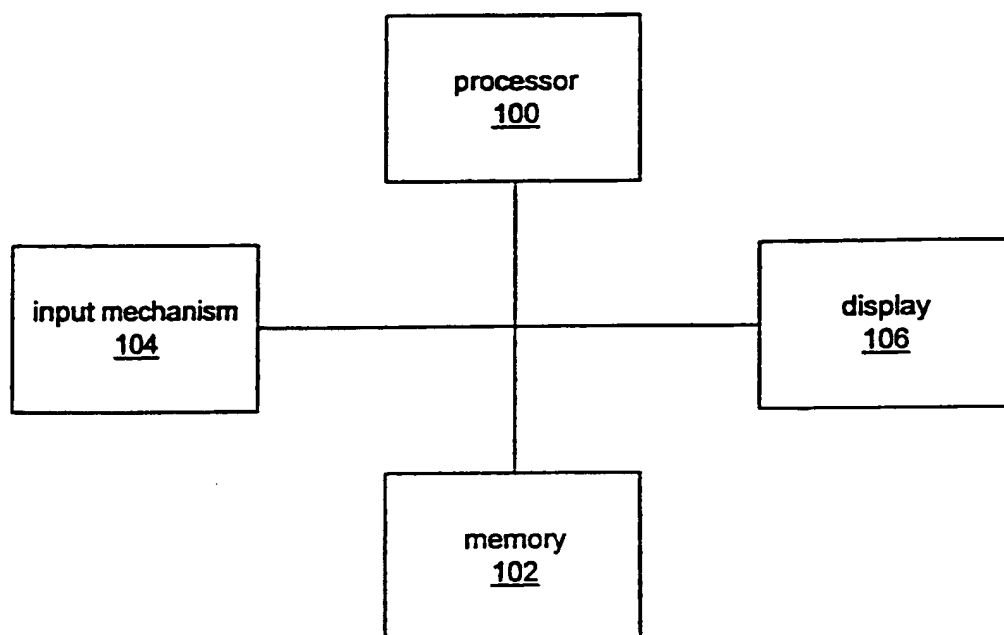 processor
100
input mechanism
104
display
106
memory
102